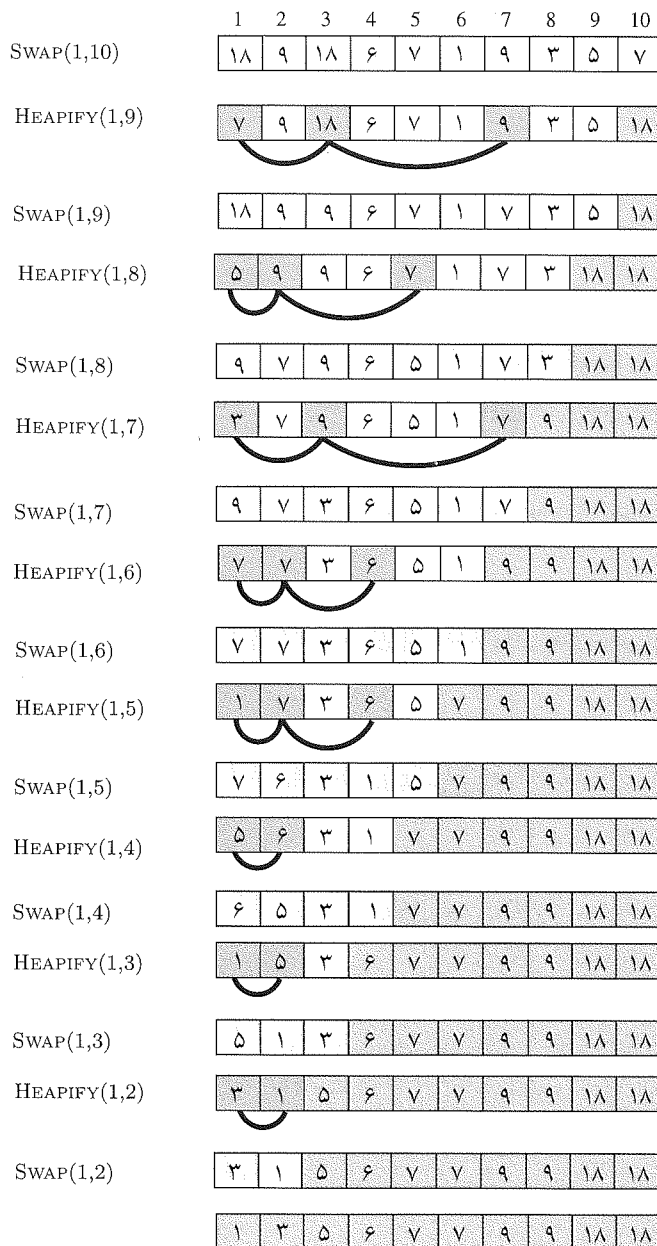 1 2 3 4 5 6 7 8 9 10
SWAP(1,10) ۱۸ ۹ ۱۸ ۶ ۷ ۱ ۹ ۳ ۵ ۷
HEAPIFY(1,9) ۷ ۹ ۱۸ ۶ ۷ ۱ ۹ ۳ ۵ ۱۸
SWAP(1,9) ۱۸ ۹ ۹ ۶ ۷ ۱ ۷ ۳ ۵ ۱۸
HEAPIFY(1,8) ۵ ۹ ۹ ۶ ۷ ۱ ۷ ۳ ۱۸ ۱۸
SWAP(1,8) ۹ ۷ ۹ ۶ ۵ ۱ ۷ ۳ ۱۸ ۱۸
HEAPIFY(1,7) ۳ ۷ ۹ ۶ ۵ ۱ ۷ ۹ ۱۸ ۱۸
SWAP(1,7) ۹ ۷ ۳ ۶ ۵ ۱ ۷ ۹ ۱۸ ۱۸
HEAPIFY(1,6) ۷ ۷ ۳ ۶ ۵ ۱ ۹ ۹ ۱۸ ۱۸
SWAP(1,6) ۷ ۷ ۳ ۶ ۵ ۱ ۹ ۹ ۱۸ ۱۸
HEAPIFY(1,5) ۱ ۷ ۳ ۶ ۵ ۷ ۹ ۹ ۱۸ ۱۸
SWAP(1,5) ۷ ۶ ۳ ۱ ۵ ۷ ۹ ۹ ۱۸ ۱۸
HEAPIFY(1,4) ۵ ۶ ۳ ۱ ۷ ۷ ۹ ۹ ۱۸ ۱۸
SWAP(1,4) ۶ ۵ ۳ ۱ ۷ ۷ ۹ ۹ ۱۸ ۱۸
HEAPIFY(1,3) ۱ ۵ ۳ ۶ ۷ ۷ ۹ ۹ ۱۸ ۱۸
SWAP(1,3) ۵ ۱ ۳ ۶ ۷ ۷ ۹ ۹ ۱۸ ۱۸
HEAPIFY(1,2) ۳ ۱ ۵ ۶ ۷ ۷ ۹ ۹ ۱۸ ۱۸
SWAP(1,2) ۳ ۱ ۵ ۶ ۷ ۷ ۹ ۹ ۱۸ ۱۸
۱ ۳ ۵ ۶ ۷ ۷ ۹ ۹ ۱۸ ۱۸